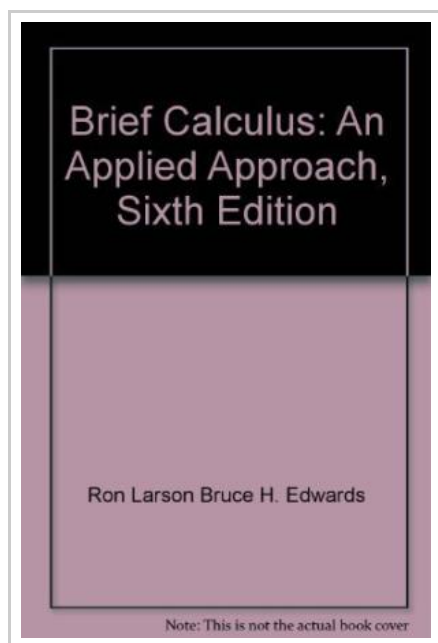 Brief Calculus: An
Applied Approach,
Sixth Edition
Ron Larson Bruce H. Edwards
Note: This is not the actual book cover